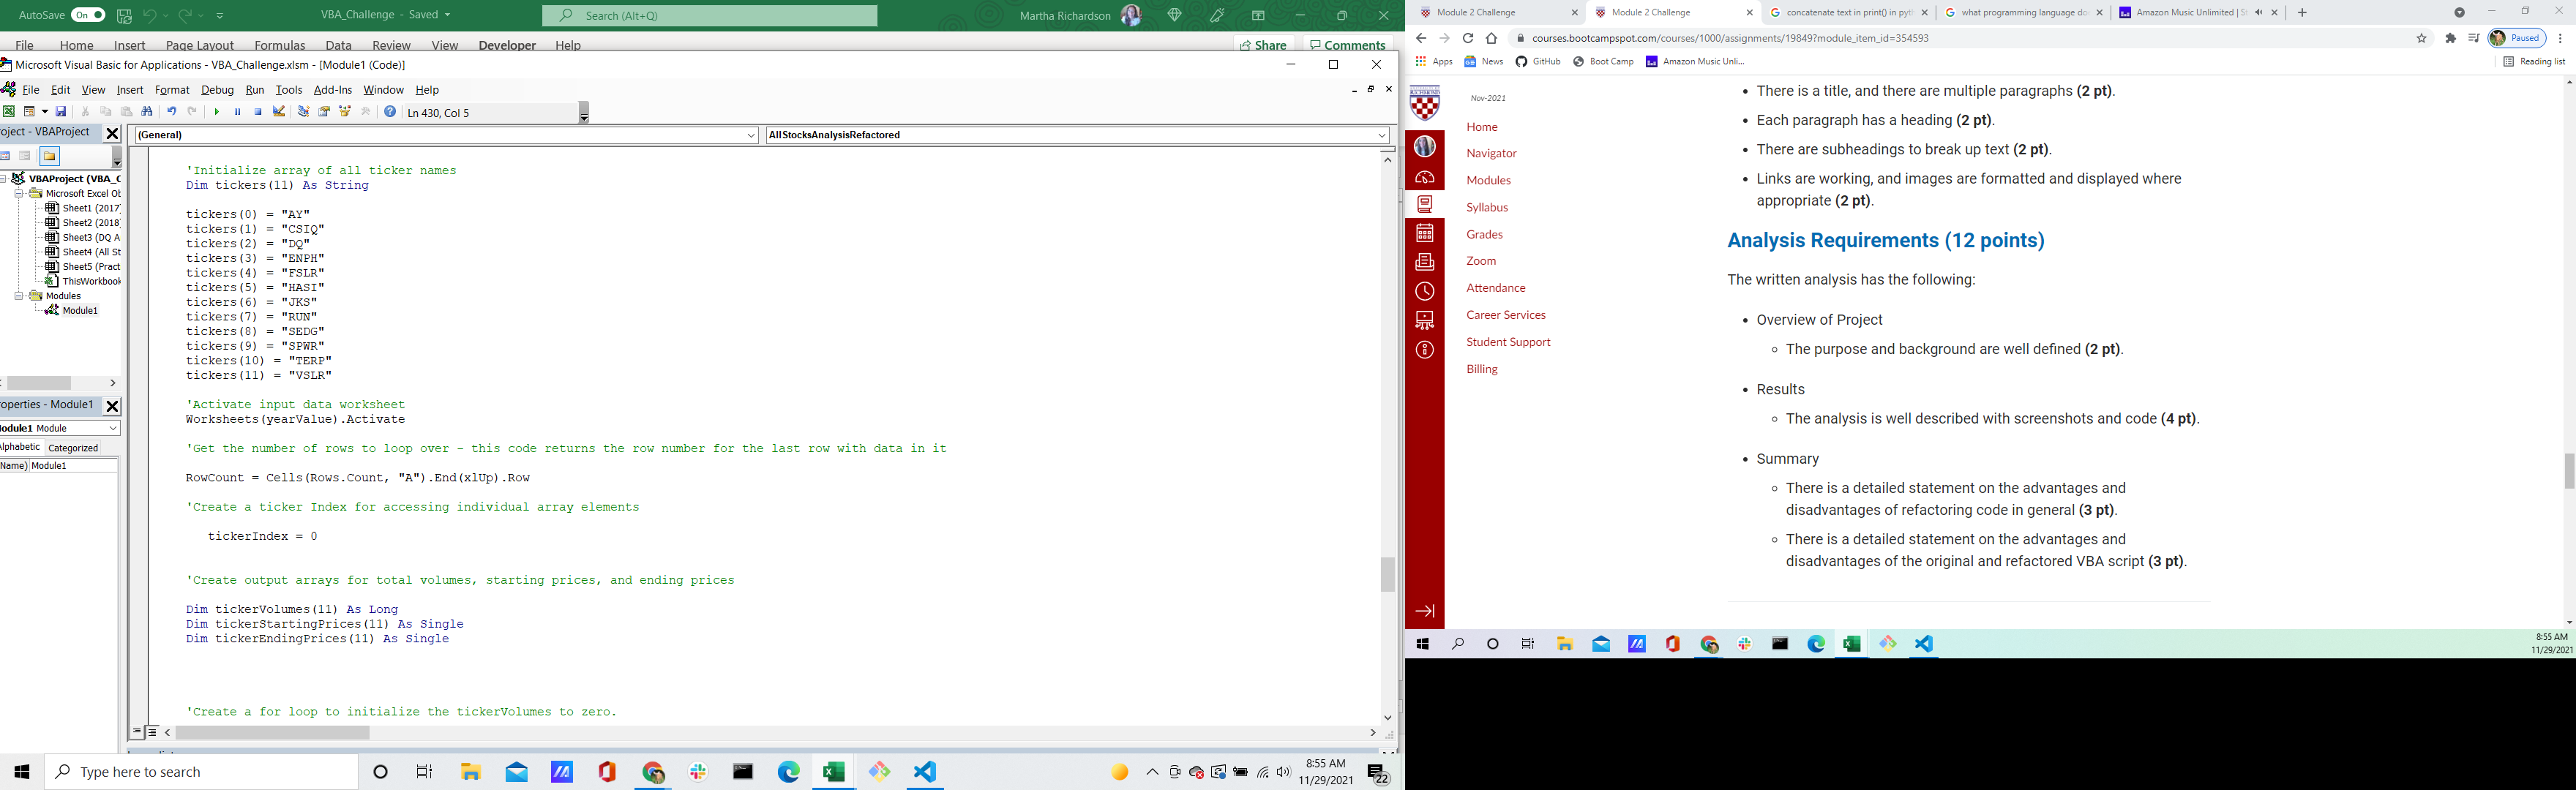 AutoSave On VBA_Challenge - Saved Search (Alt+Q) Martha Richardson
File Home Insert Page Layout Formulas Data Review View Developer Help Share Comments
Microsoft Visual Basic for Applications - VBA_Challenge.xlsm - [Module1 (Code)]
File Edit View Insert Format Debug Run Tools Add-Ins Window Help
Ln 430, Col 5
oject - VBAProject
VBAProject (VBA_C
Microsoft Excel Ob
Sheet1 (2017
Sheet2 (2018
Sheet3 (DQ A
Sheet4 (All St
Sheet5 (Pract
ThisWorkbook
Modules
Module1
operties - Module1
Module1 Module
Alphabetic Categorized
Name) Module1
(General) AllStocksAnalysisRefactored
'Initialize array of all ticker names
Dim tickers(11) As String
tickers(0) = "AY"
tickers(1) = "CSIQ"
tickers(2) = "DQ"
tickers(3) = "ENPH"
tickers(4) = "FSLR"
tickers(5) = "HASI"
tickers(6) = "JKS"
tickers(7) = "RUN"
tickers(8) = "SEDG"
tickers(9) = "SPWR"
tickers(10) = "TERP"
tickers(11) = "VSLR"
'Activate input data worksheet
Worksheets(yearValue).Activate
'Get the number of rows to loop over - this code returns the row number for the last row with data in it
RowCount = Cells(Rows.Count, "A").End(xlUp).Row
'Create a ticker Index for accessing individual array elements
tickerIndex = 0
'Create output arrays for total volumes, starting prices, and ending prices
Dim tickerVolumes(11) As Long
Dim tickerStartingPrices(11) As Single
Dim tickerEndingPrices(11) As Single
'Create a for loop to initialize the tickerVolumes to zero.
Type here to search
8:55 AM
11/29/2021
22
Module 2 Challenge Module 2 Challenge concatenate text in print() in pyt what programming language do Amazon Music Unlimited | St
courses.bootcampspot.com/courses/1000/assignments/19849?module_item_id=354593 Paused
Apps News GitHub Boot Camp Amazon Music Unli... Reading list
RICHMOND
Nov-2021
Home
Navigator
Modules
Syllabus
Grades
Zoom
Attendance
Career Services
Student Support
Billing
• There is a title, and there are multiple paragraphs (2 pt).
• Each paragraph has a heading (2 pt).
• There are subheadings to break up text (2 pt).
• Links are working, and images are formatted and displayed where
appropriate (2 pt).
Analysis Requirements (12 points)
The written analysis has the following:
• Overview of Project
◦ The purpose and background are well defined (2 pt).
• Results
◦ The analysis is well described with screenshots and code (4 pt).
• Summary
◦ There is a detailed statement on the advantages and
disadvantages of refactoring code in general (3 pt).
◦ There is a detailed statement on the advantages and
disadvantages of the original and refactored VBA script (3 pt).
8:55 AM
11/29/2021